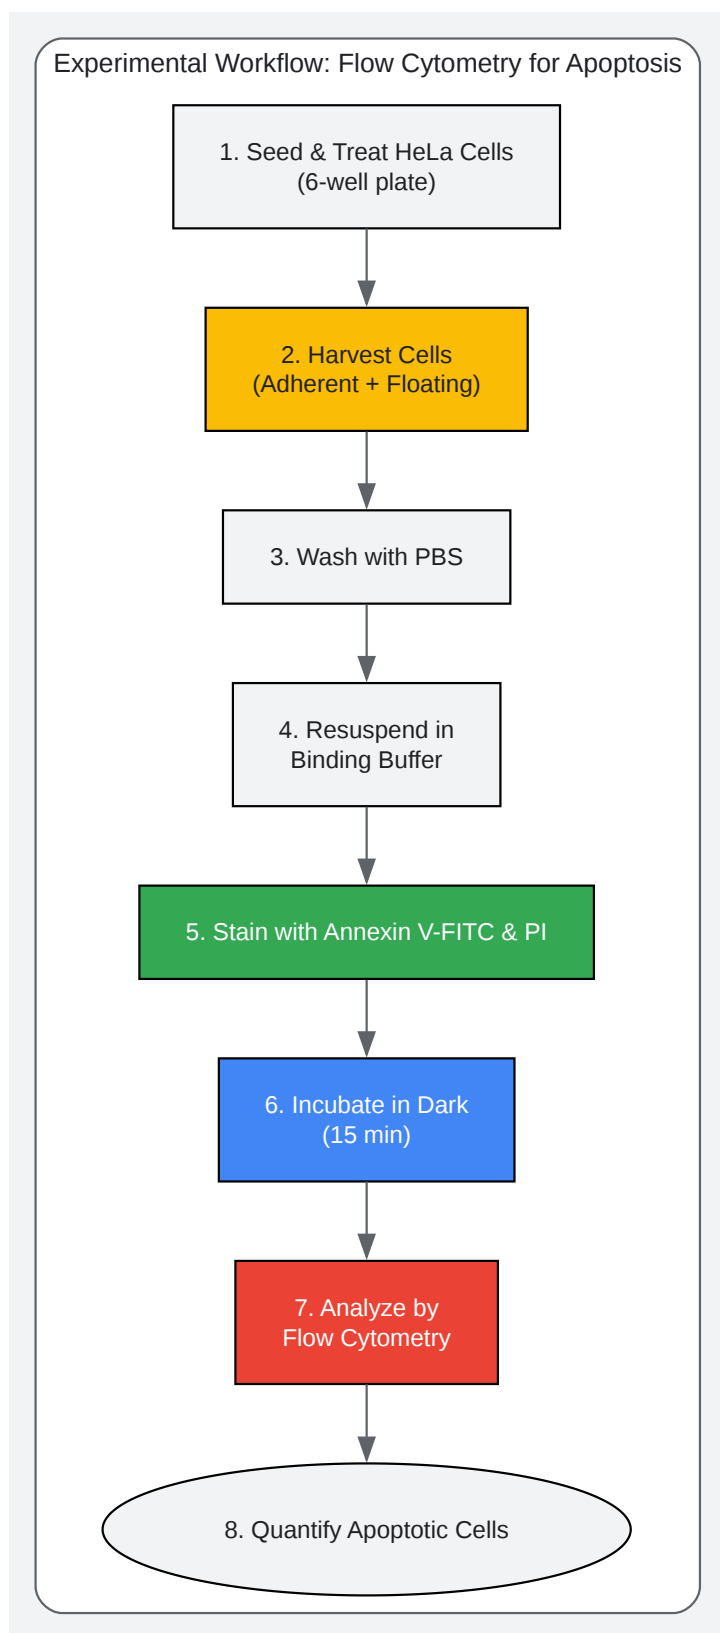 Experimental Workflow: Flow Cytometry for Apoptosis
1. Seed & Treat HeLa Cells
(6-well plate)
2. Harvest Cells
(Adherent + Floating)
3. Wash with PBS
4. Resuspend in
Binding Buffer
5. Stain with Annexin V-FITC & PI
6. Incubate in Dark
(15 min)
7. Analyze by
Flow Cytometry
8. Quantify Apoptotic Cells